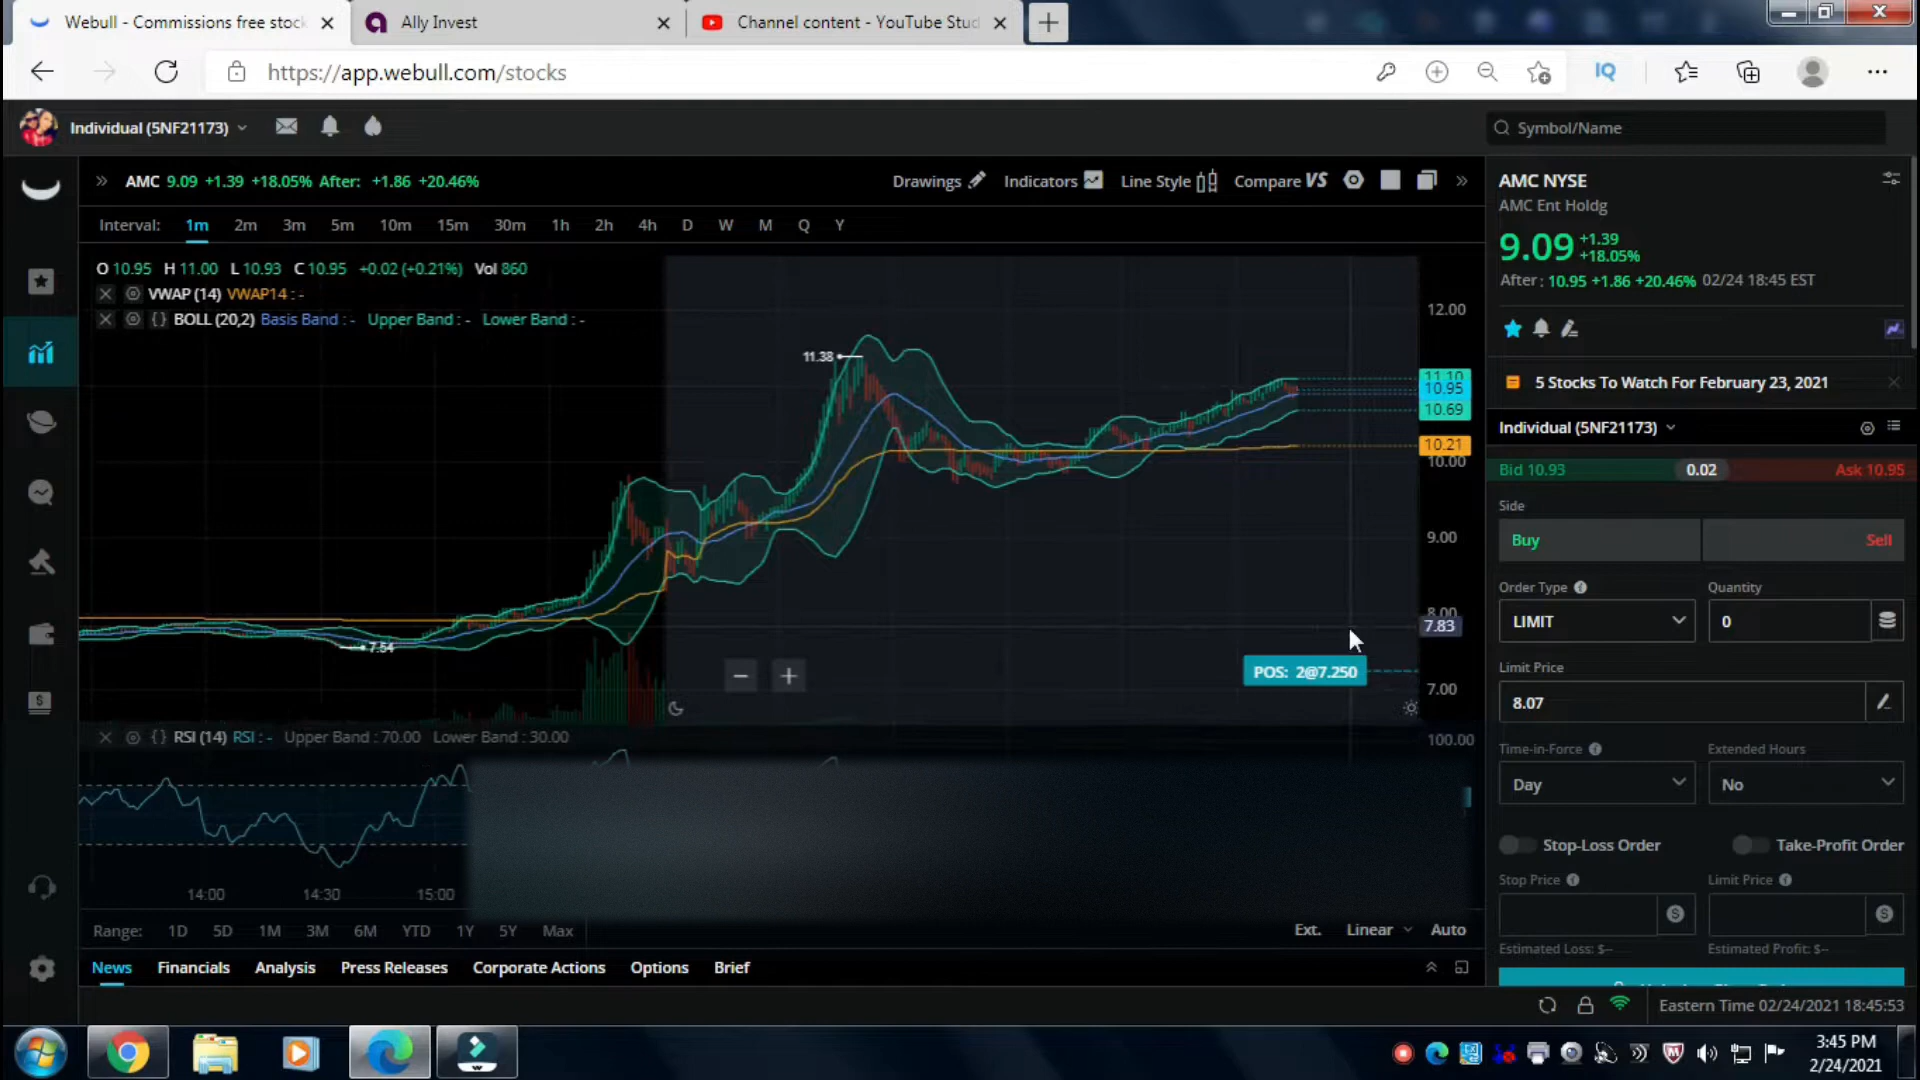 Webull - Commissions free stock
Ally Invest
Channel content - YouTube Stud
https://app.webull.com/stocks
IQ
Individual (5NF21173)
Symbol/Name
AMC 9.09 +1.39 +18.05% After: +1.86 +20.46%
Drawings
Indicators
Line Style
Compare VS
Interval: 1m 2m 3m 5m 10m 15m 30m 1h 2h 4h D W M Q Y
O 10.95 H 11.00 L 10.93 C 10.95 +0.02 (+0.21%) Vol 860
VWAP (14) VWAP14 : -
BOLL (20,2) Basis Band : - Upper Band : - Lower Band : -
12.00
11.38
11.10
10.95
10.69
10.21
10.00
9.00
8.00
7.83
7.54
POS: 2@7.250
7.00
RSI (14) RSI : - Upper Band : 70.00 Lower Band : 30.00
100.00
14:00 14:30 15:00
Range: 1D 5D 1M 3M 6M YTD 1Y 5Y Max
Ext. Linear Auto
News Financials Analysis Press Releases Corporate Actions Options Brief
AMC NYSE
AMC Ent Holdg
9.09 +1.39
+18.05%
After : 10.95 +1.86 +20.46% 02/24 18:45 EST
5 Stocks To Watch For February 23, 2021
Individual (5NF21173)
Bid 10.93 0.02 Ask 10.95
Side
Buy Sell
Order Type Quantity
LIMIT 0
Limit Price
8.07
Time-in-Force Extended Hours
Day No
Stop-Loss Order Take-Profit Order
Stop Price Limit Price
Estimated Loss: $-- Estimated Profit: $--
Eastern Time 02/24/2021 18:45:53
3:45 PM
2/24/2021